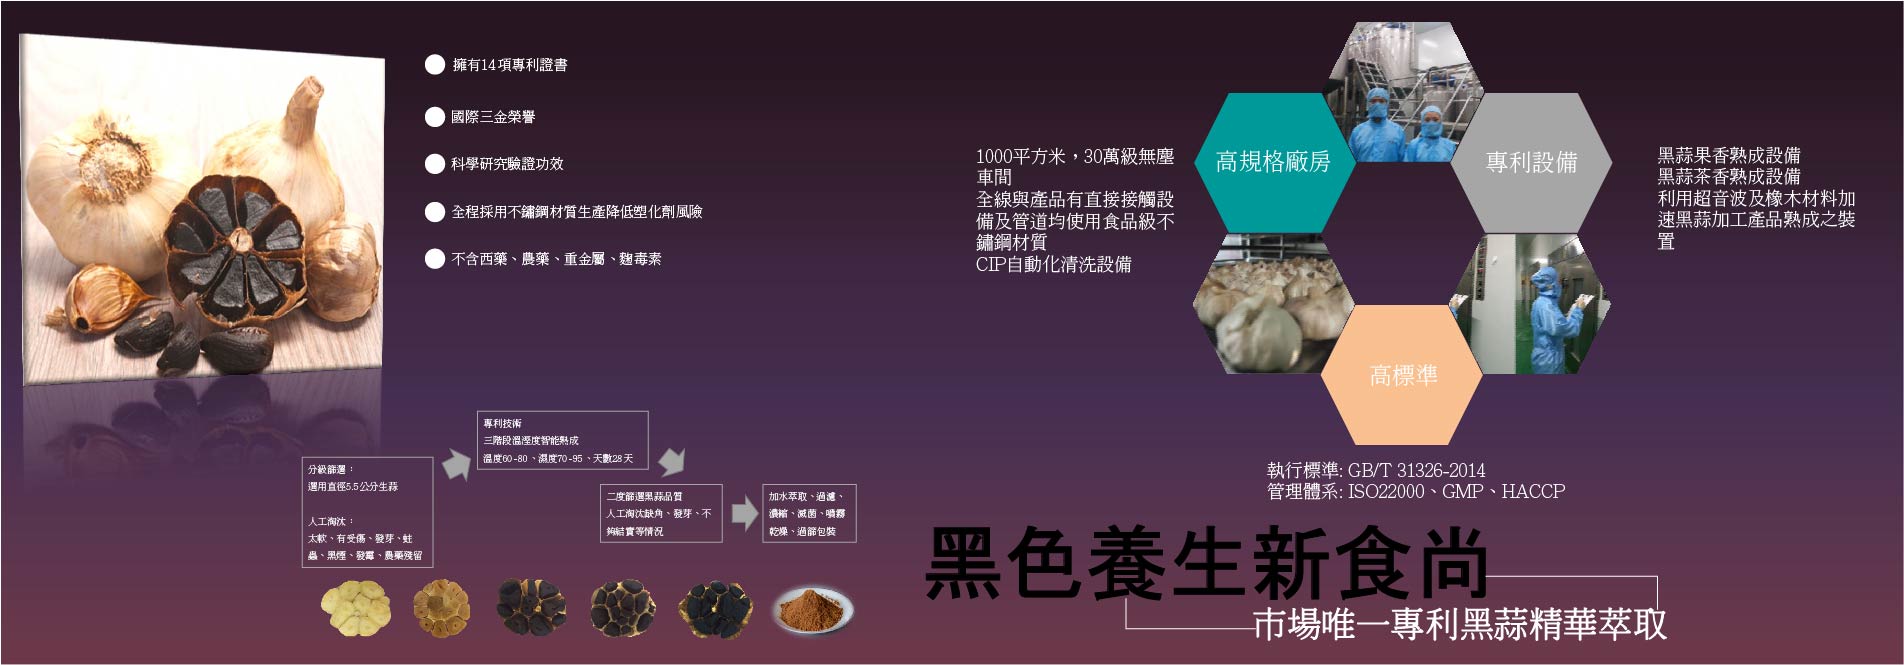 擁有14項專利證書
國際三金榮譽
科學研究驗證功效
全程採用不鏽鋼材質生產降低塑化劑風險
不含西藥、農藥、重金屬、麴毒素
分級篩選：
選用直徑5.5公分生蒜
人工淘汰：
太軟、有受傷、發芽、蛀
蟲、黑煙、發霉、農藥殘留
專利技術
三階段溫溼度智能熟成
溫度60-80、濕度70-95、天數28天
二度篩選黑蒜品質
人工淘汰缺角、發芽、不
夠結實等情況
加水萃取、過濾、
濃縮、滅菌、噴霧
乾燥、過篩包裝
1000平方米，30萬級無塵
車間
全線與產品有直接接觸設
備及管道均使用食品級不
鏽鋼材質
CIP自動化清洗設備
高規格廠房
專利設備
黑蒜果香熟成設備
黑蒜茶香熟成設備
利用超音波及橡木材料加
速黑蒜加工產品熟成之裝
置
高標準
執行標準: GB/T 31326-2014
管理體系: ISO22000、GMP、HACCP
黑色養生新食尚
市場唯一專利黑蒜精華萃取